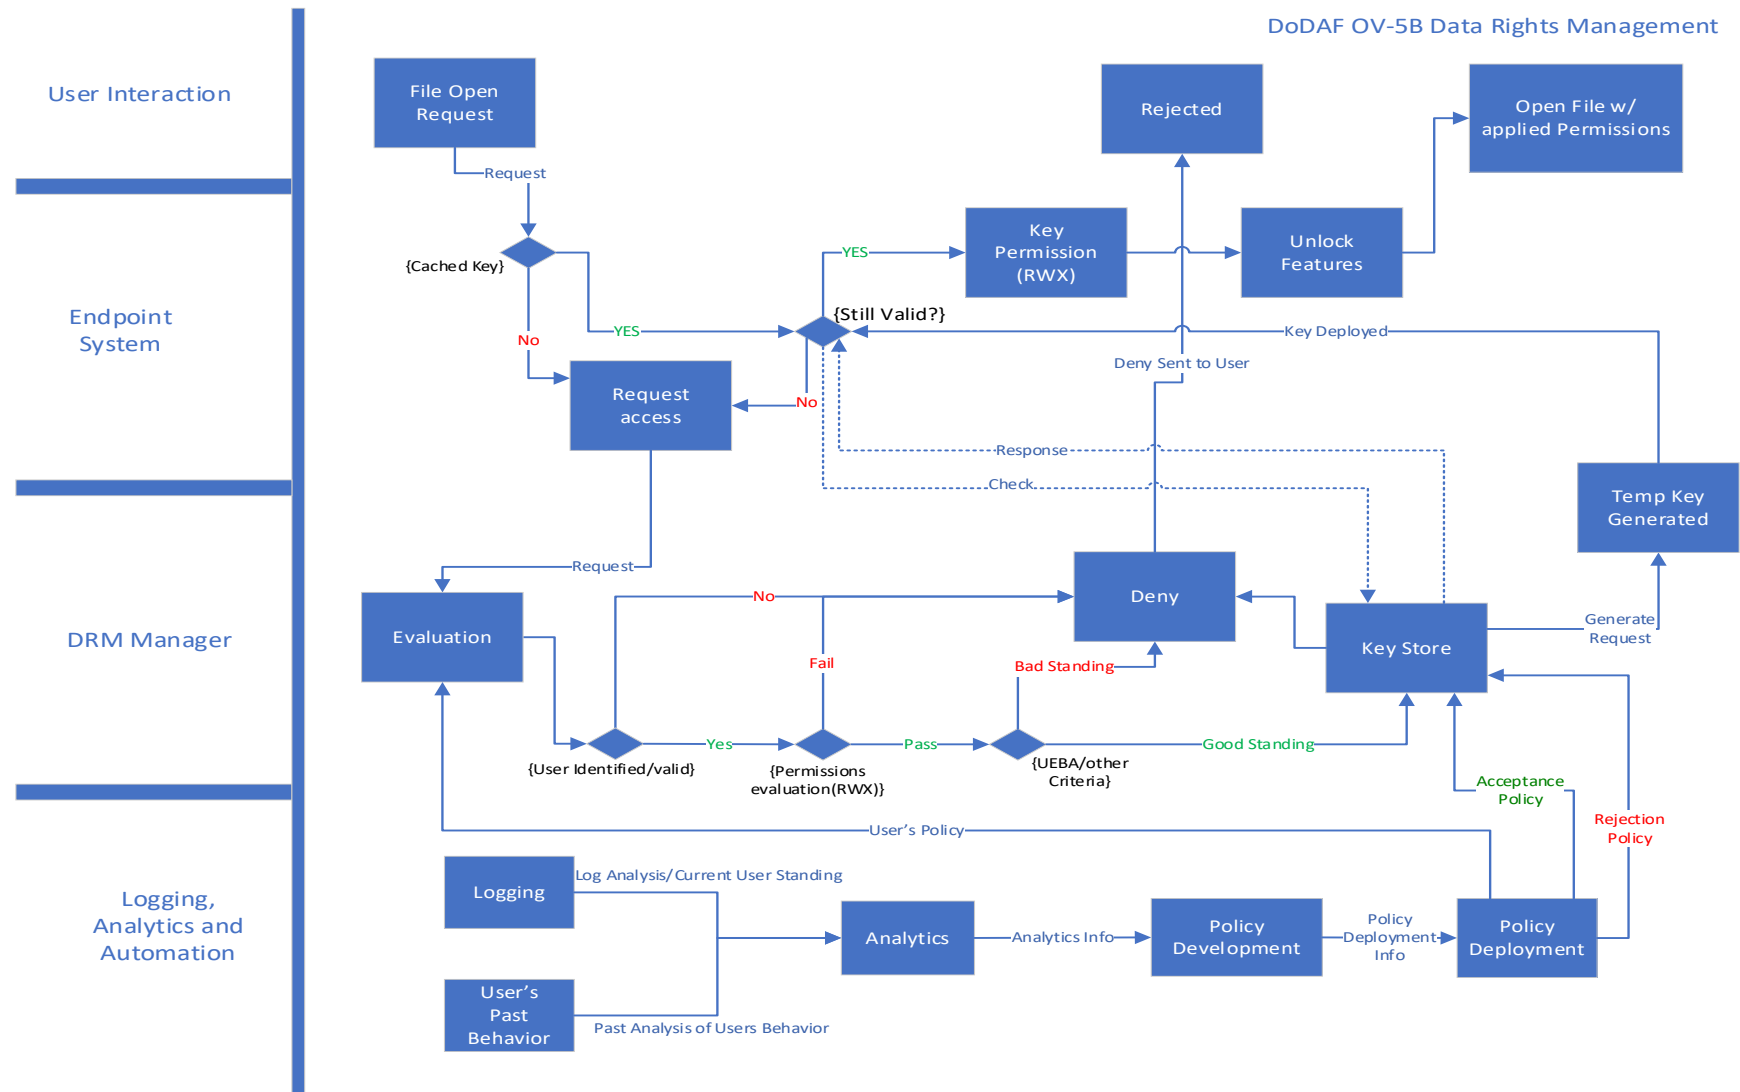 DoDAF OV-5B Data Rights Management
User Interaction
File Open
Request
Rejected
Open File w/
applied Permissions
Request
Endpoint
System
{Cached Key}
YES
Key
Permission
(RWX)
Unlock
Features
{Still Valid?}
YES
Key Deployed
No
Deny Sent to User
Request
access
No
Response
Check
DRM Manager
Temp Key
Generated
Request
Evaluation
No
Deny
Generate
Request
Key Store
Fail
Bad Standing
Yes
Pass
Good Standing
{User Identified/valid}
{Permissions
evaluation(RWX)}
{UEBA/other
Criteria}
Acceptance
Policy
Rejection
Policy
User's Policy
Logging,
Analytics and
Automation
Logging
Log Analysis/Current User Standing
Analytics
Analytics Info
Policy
Development
Policy
Deployment
Info
Policy
Deployment
User's
Past
Behavior
Past Analysis of Users Behavior